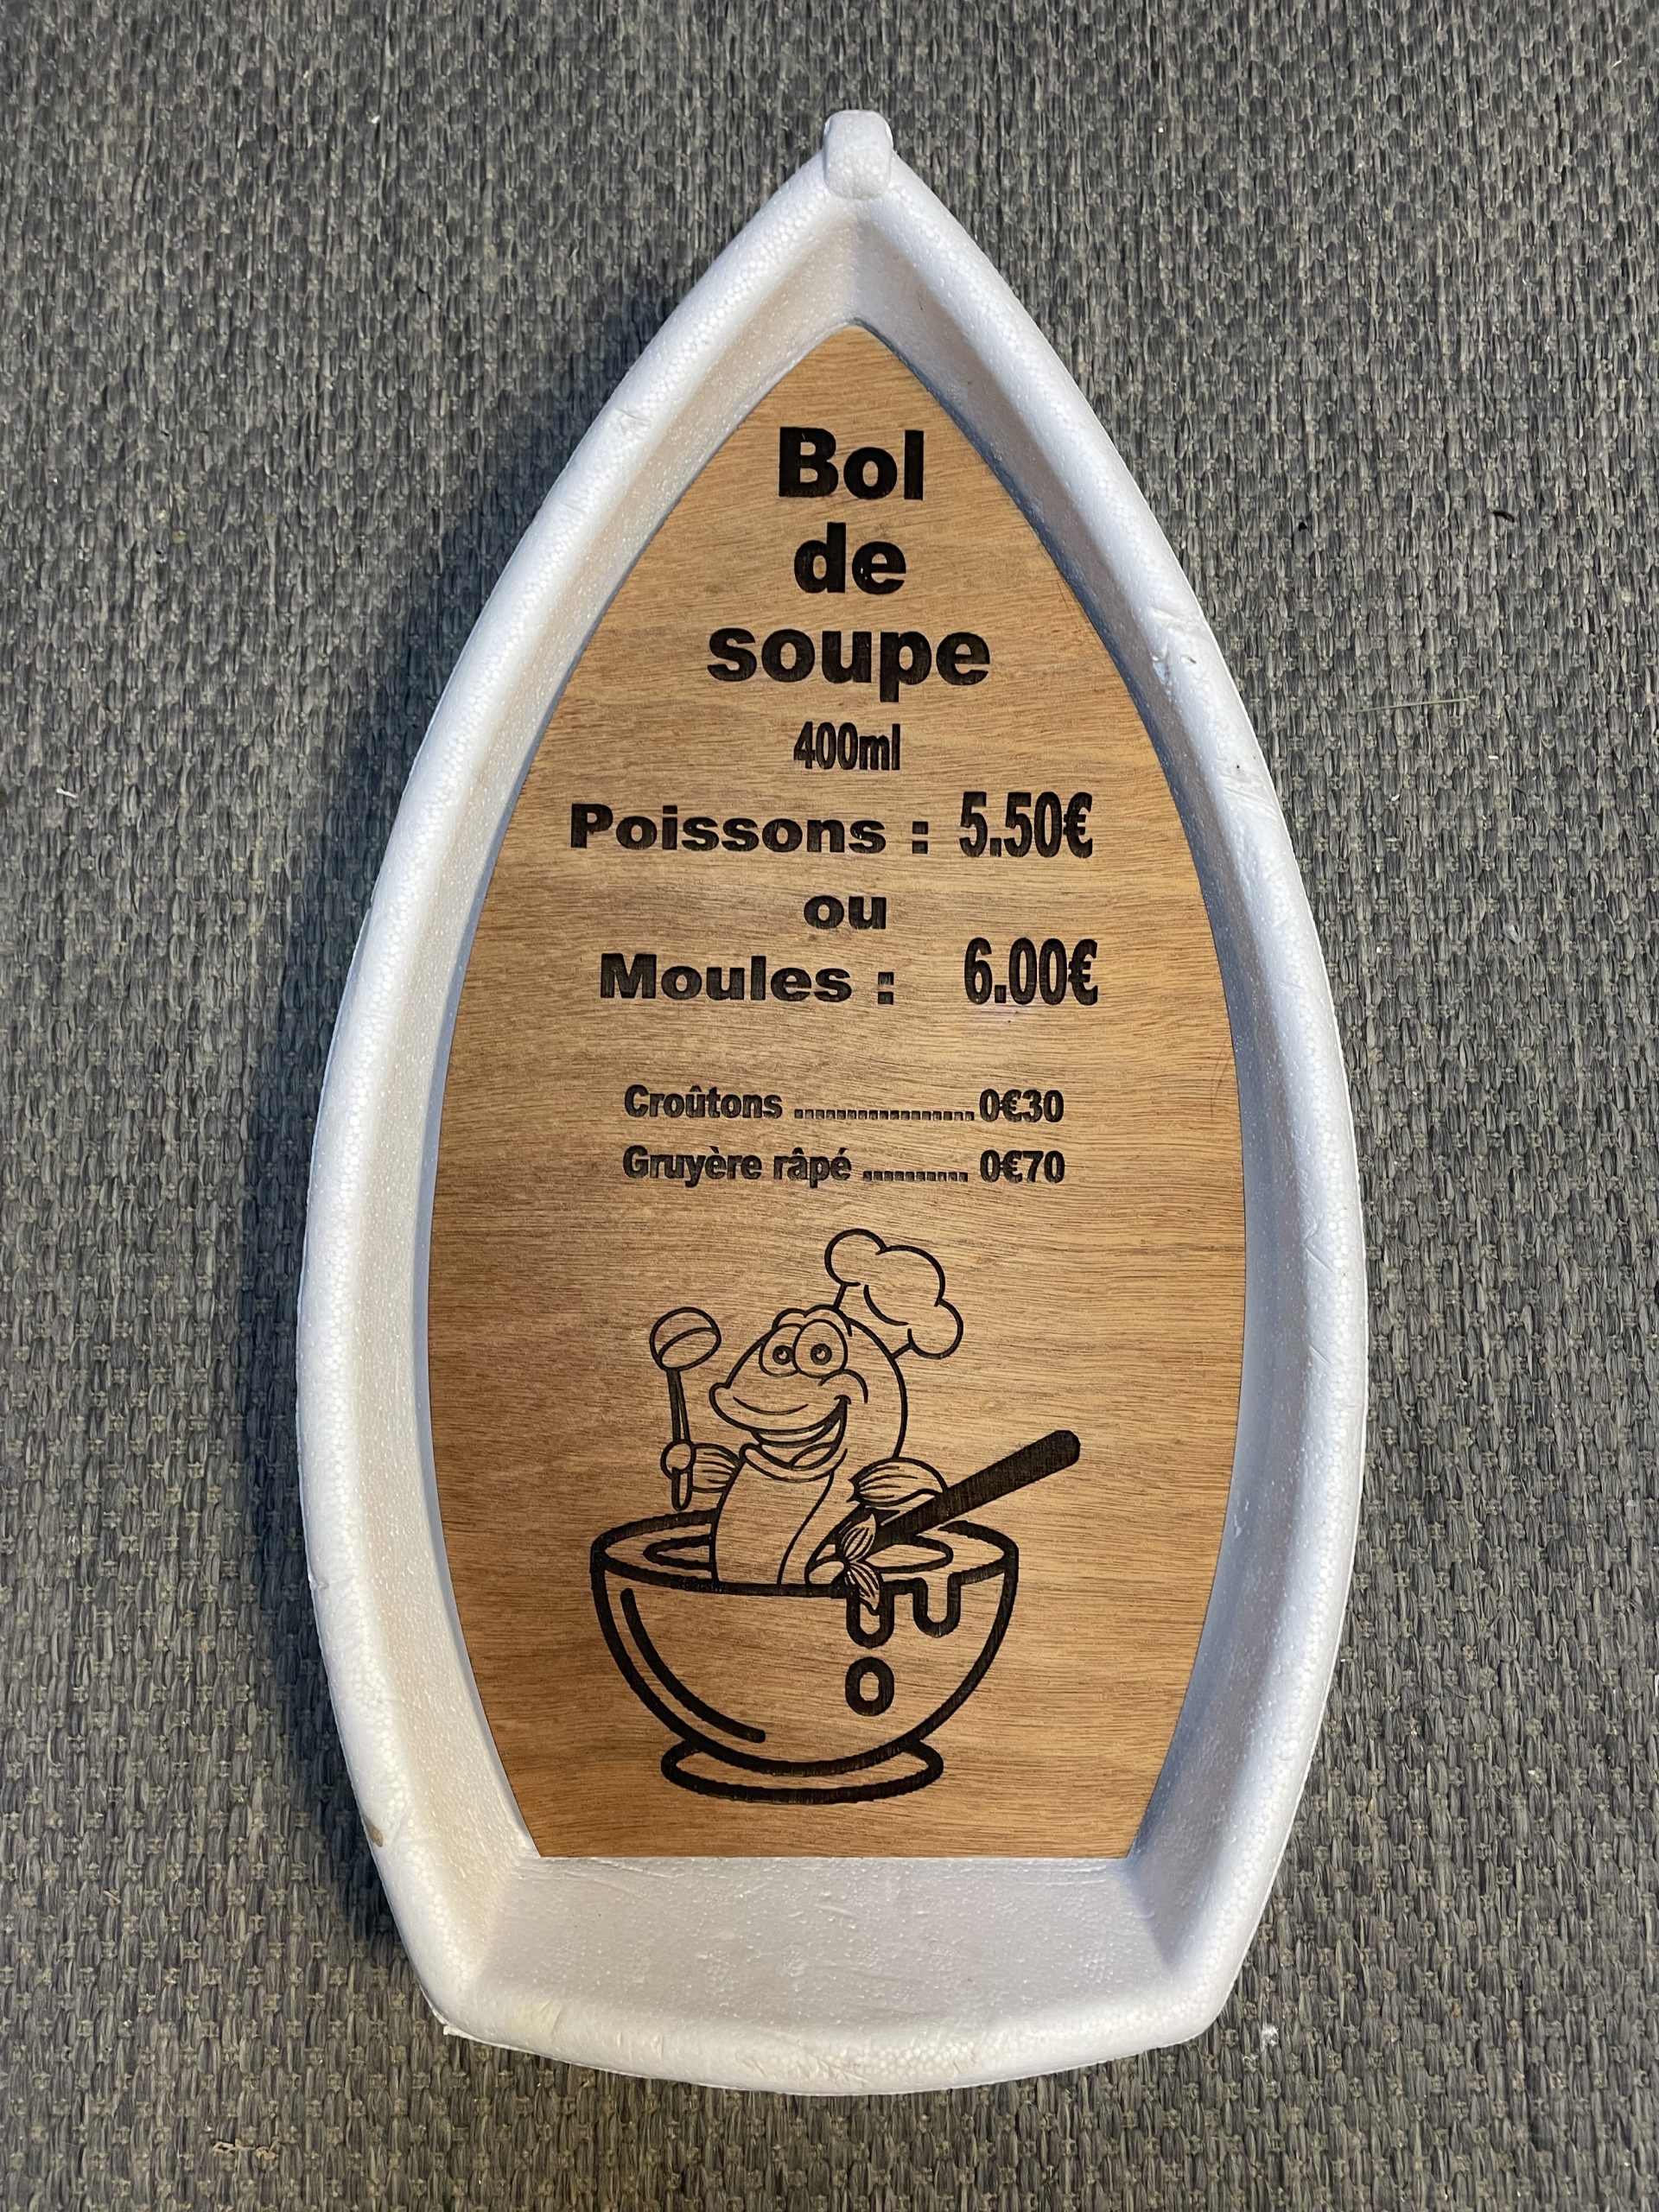 Bol
de
soupe
400ml
Poissons : 5.50€
ou
Moules : 6.00€
Croûtons .................... 0€30
Gruyère râpé ............ 0€70